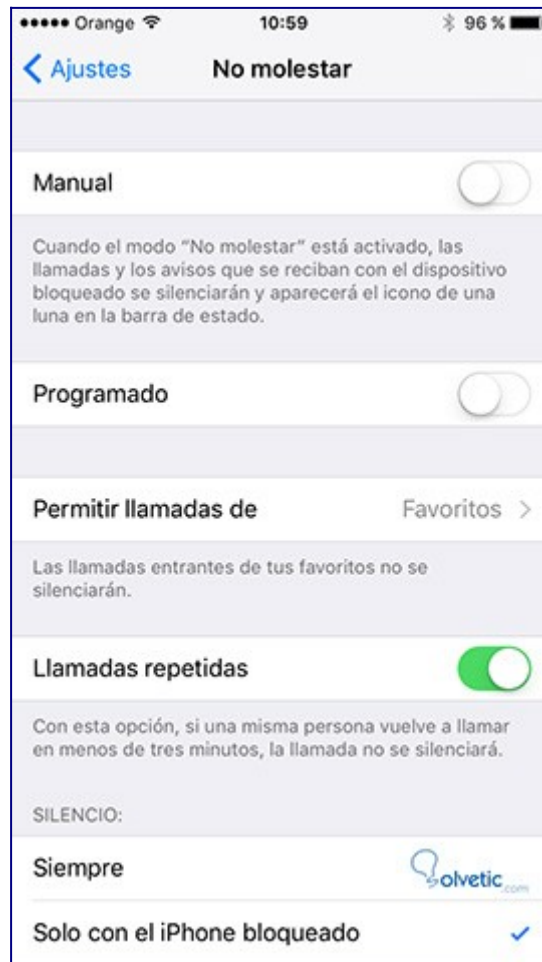 Orange 10:59 96 %
Ajustes No molestar
Manual
Cuando el modo “No molestar” está activado, las
llamadas y los avisos que se reciban con el dispositivo
bloqueado se silenciarán y aparecerá el icono de una
luna en la barra de estado.
Programado
Permitir llamadas de Favoritos
Las llamadas entrantes de tus favoritos no se
silenciarán.
Llamadas repetidas
Con esta opción, si una misma persona vuelve a llamar
en menos de tres minutos, la llamada no se silenciará.
SILENCIO:
Siempre
Solvetic.com
Solo con el iPhone bloqueado